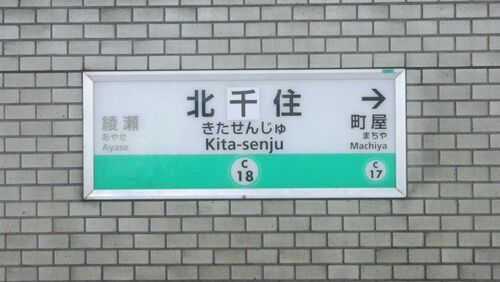 北千住
きたせんじゅ
Kita-senju
C
18
綾瀬
あやせ
Ayase
→
町屋
まちや
Machiya
C
17